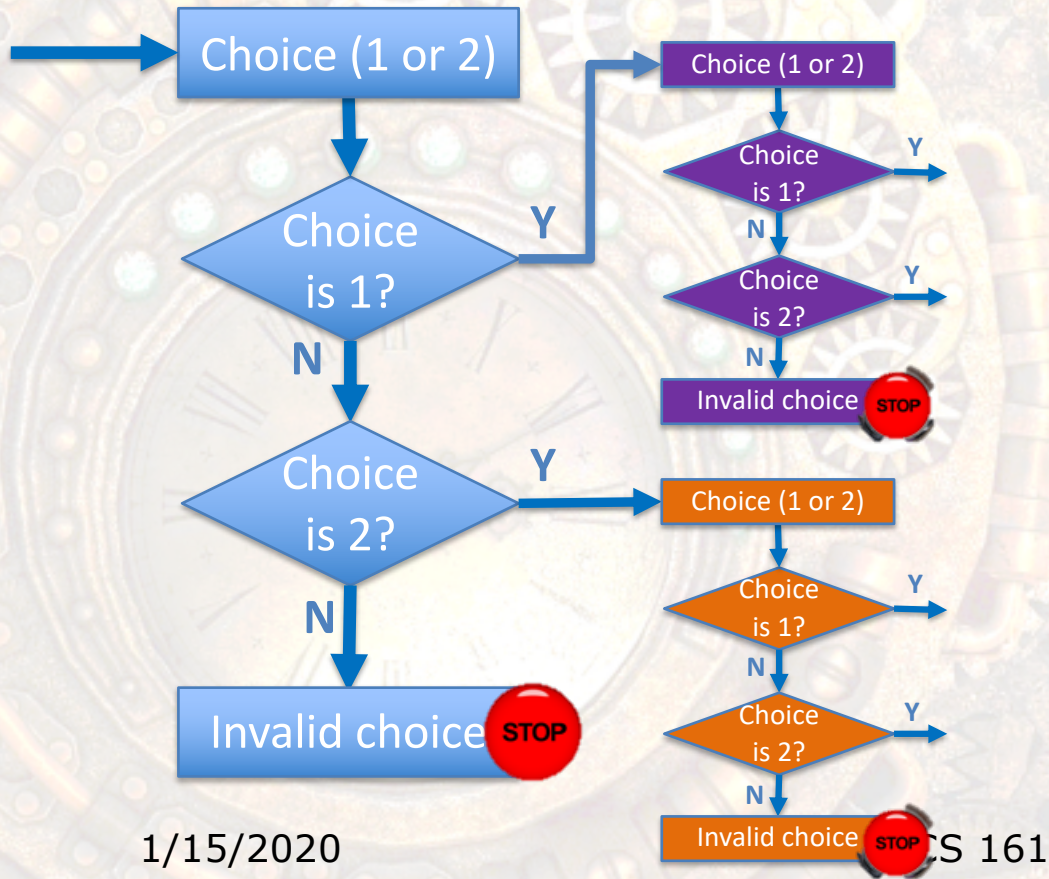 Choice (1 or 2)
Choice
is 1?
Y
N
Choice
is 2?
Y
N
Invalid choice
STOP
Choice (1 or 2)
Choice
is 1?
Y
N
Choice
is 2?
Y
N
Invalid choice
STOP
Choice (1 or 2)
Choice
is 1?
Y
N
Choice
is 2?
Y
N
Invalid choice
STOP
1/15/2020
CS 161